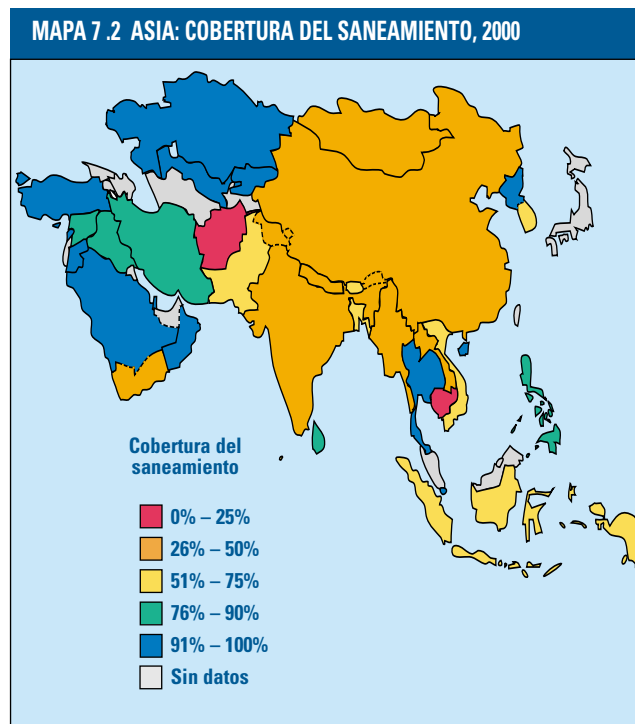 MAPA 7 .2 ASIA: COBERTURA DEL SANEAMIENTO, 2000
Cobertura del
saneamiento
0% – 25%
26% – 50%
51% – 75%
76% – 90%
91% – 100%
Sin datos